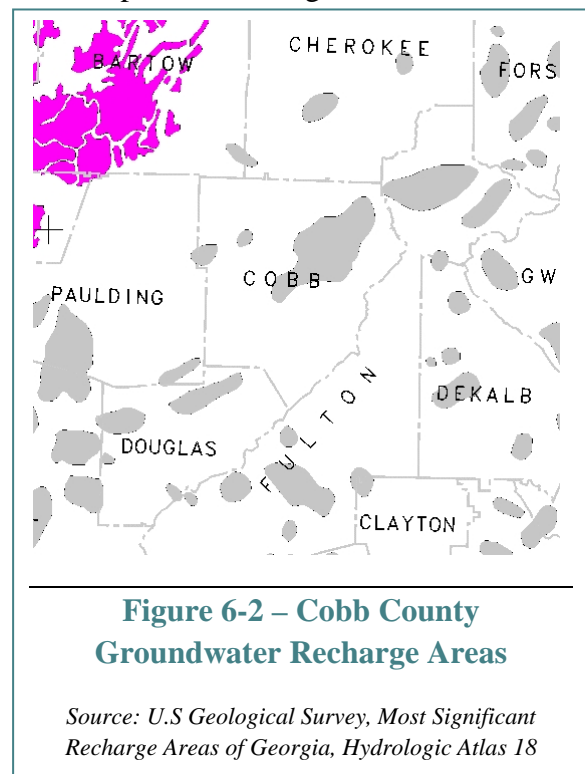 CHEROKEE
BARTOW
FORS
COBB
GW
PAULDING
FULTON
DEKALB
DOUGLAS
CLAYTON
Figure 6-2 – Cobb County
Groundwater Recharge Areas
Source: U.S Geological Survey, Most Significant
Recharge Areas of Georgia, Hydrologic Atlas 18